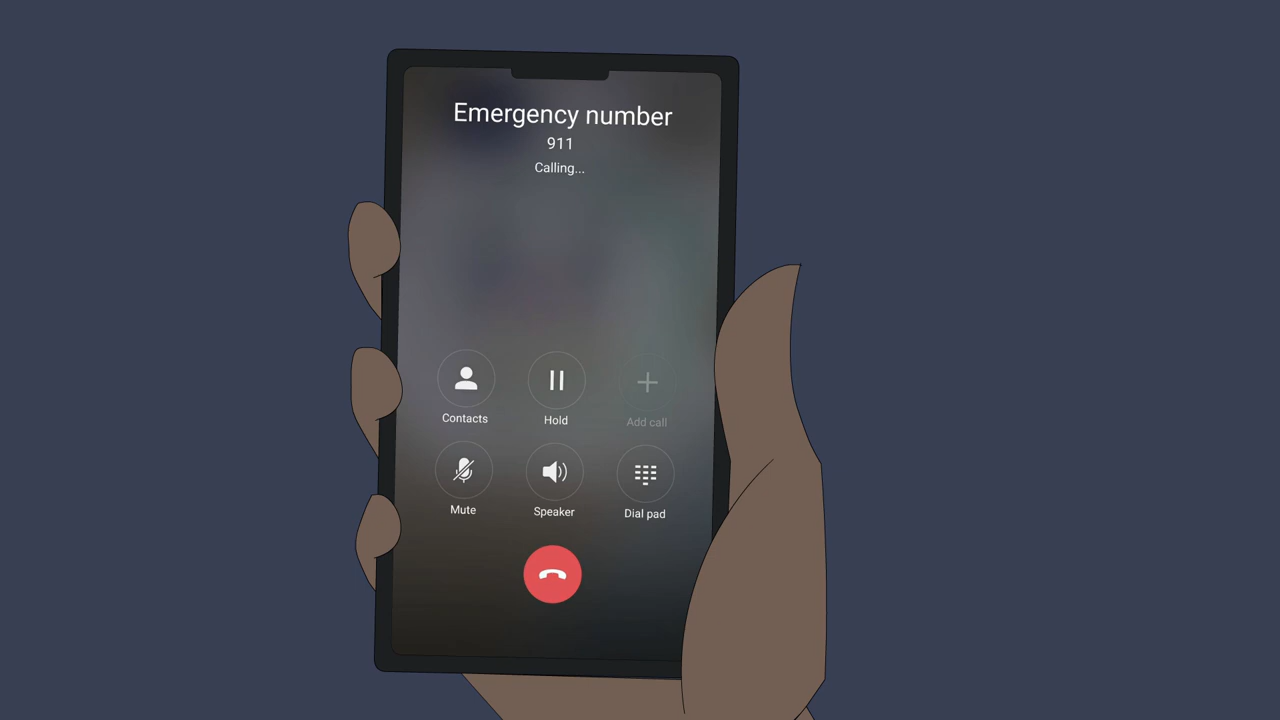 Emergency number
911
Calling...
Contacts
Hold
Add call
Mute
Speaker
Dial pad